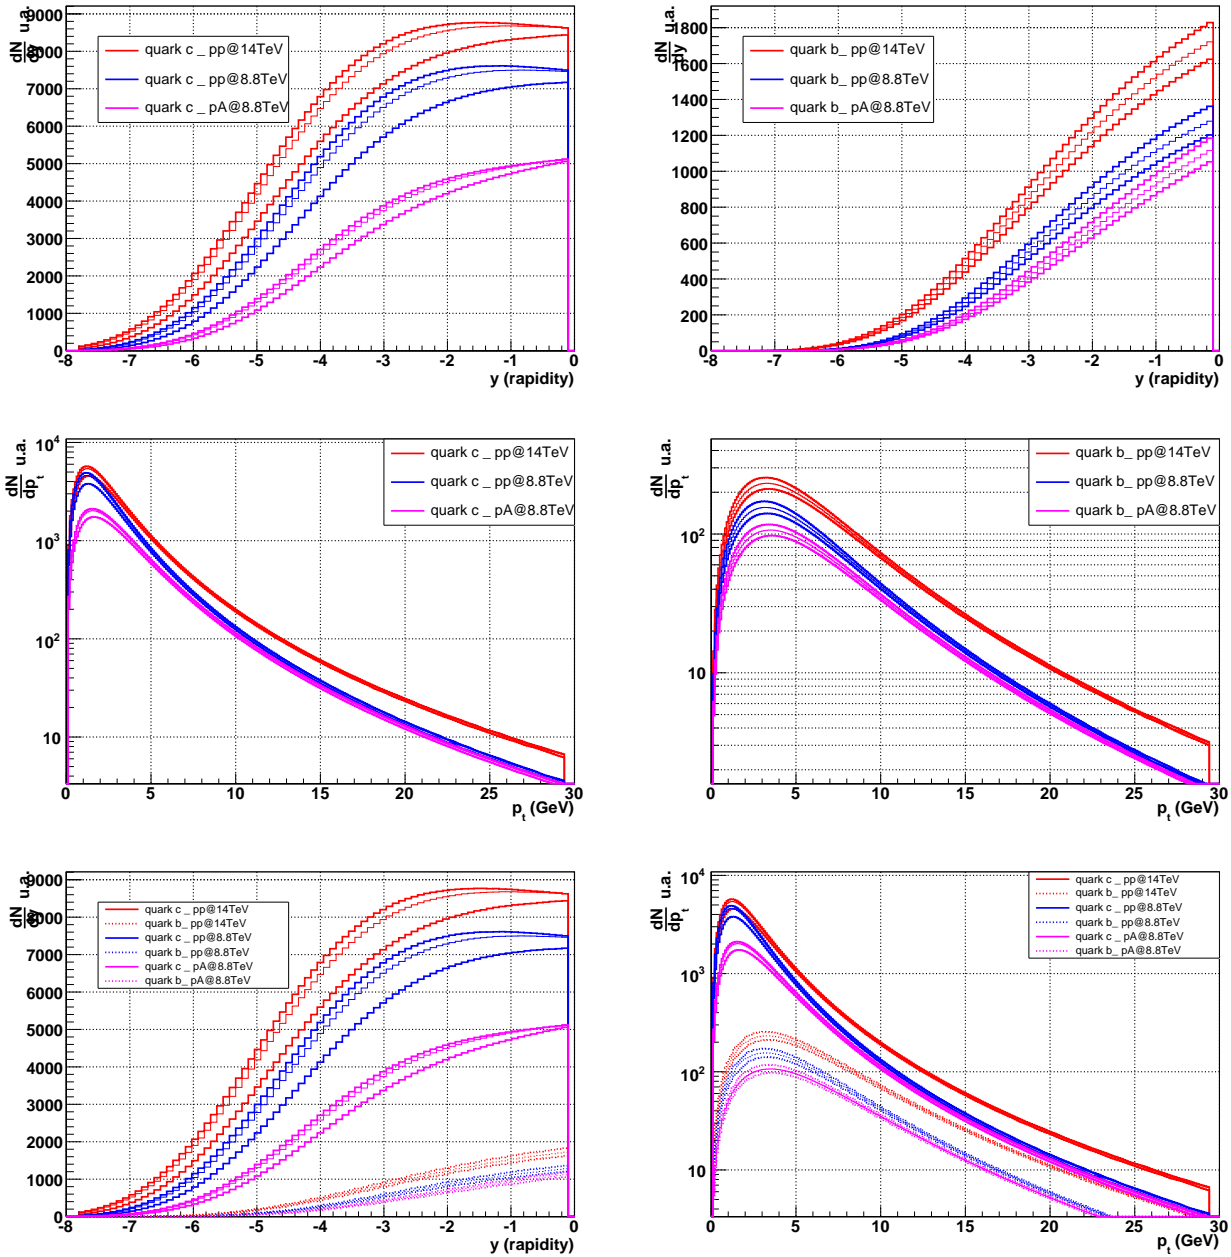 dN
dy
u.a.
9000
8000
7000
6000
5000
4000
3000
2000
1000
0
quark c _ pp@14TeV
quark c _ pp@8.8TeV
quark c _ pA@8.8TeV
-8 -7 -6 -5 -4 -3 -2 -1 0
y (rapidity)
dN
dy
u.a.
1800
1600
1400
1200
1000
800
600
400
200
0
quark b_ pp@14TeV
quark b_ pp@8.8TeV
quark b_ pA@8.8TeV
-8 -7 -6 -5 -4 -3 -2 -1 0
y (rapidity)
dN
dp_t
u.a.
10^4
10^3
10^2
10
quark c _ pp@14TeV
quark c _ pp@8.8TeV
quark c _ pA@8.8TeV
0 5 10 15 20 25 30
p_t (GeV)
dN
dp_t
u.a.
10^2
10
quark b_ pp@14TeV
quark b_ pp@8.8TeV
quark b_ pA@8.8TeV
0 5 10 15 20 25 30
p_t (GeV)
dN
dy
u.a.
9000
8000
7000
6000
5000
4000
3000
2000
1000
0
quark c _ pp@14TeV
quark b_ pp@14TeV
quark c _ pp@8.8TeV
quark b_ pp@8.8TeV
quark c _ pA@8.8TeV
quark b_ pA@8.8TeV
-8 -7 -6 -5 -4 -3 -2 -1 0
y (rapidity)
dN
dp_t
u.a.
10^4
10^3
10^2
10
quark c _ pp@14TeV
quark b_ pp@14TeV
quark c _ pp@8.8TeV
quark b_ pp@8.8TeV
quark c _ pA@8.8TeV
quark b_ pA@8.8TeV
0 5 10 15 20 25 30
p_t (GeV)